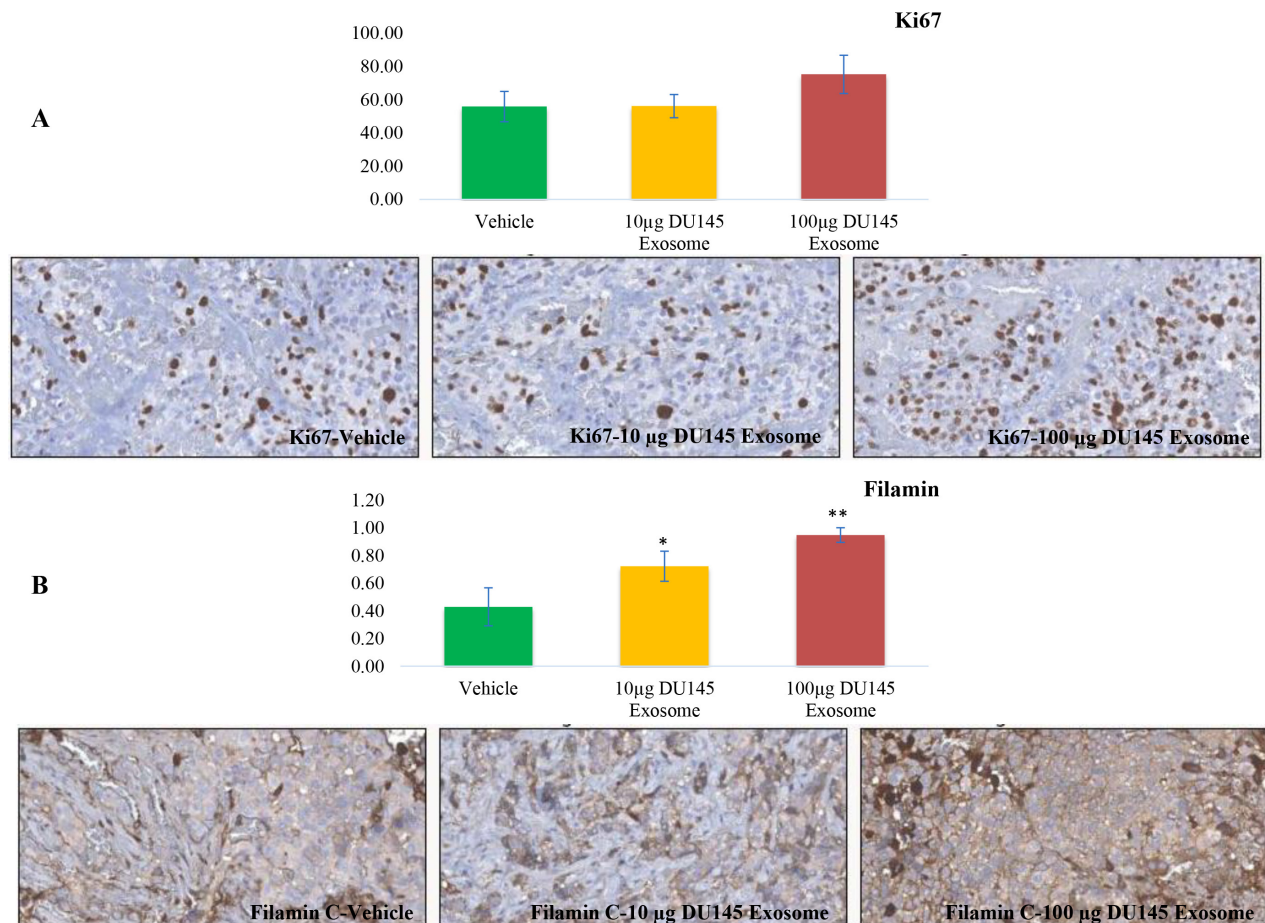 Ki67
A
100.00
80.00
60.00
40.00
20.00
0.00
Vehicle
10µg DU145
Exosome
100µg DU145
Exosome
Ki67-Vehicle
Ki67-10 µg DU145 Exosome
Ki67-100 µg DU145 Exosome
Filamin
B
1.20
1.00
0.80
0.60
0.40
0.20
0.00
*
**
Vehicle
10µg DU145
Exosome
100µg DU145
Exosome
Filamin C-Vehicle
Filamin C-10 µg DU145 Exosome
Filamin C-100 µg DU145 Exosome